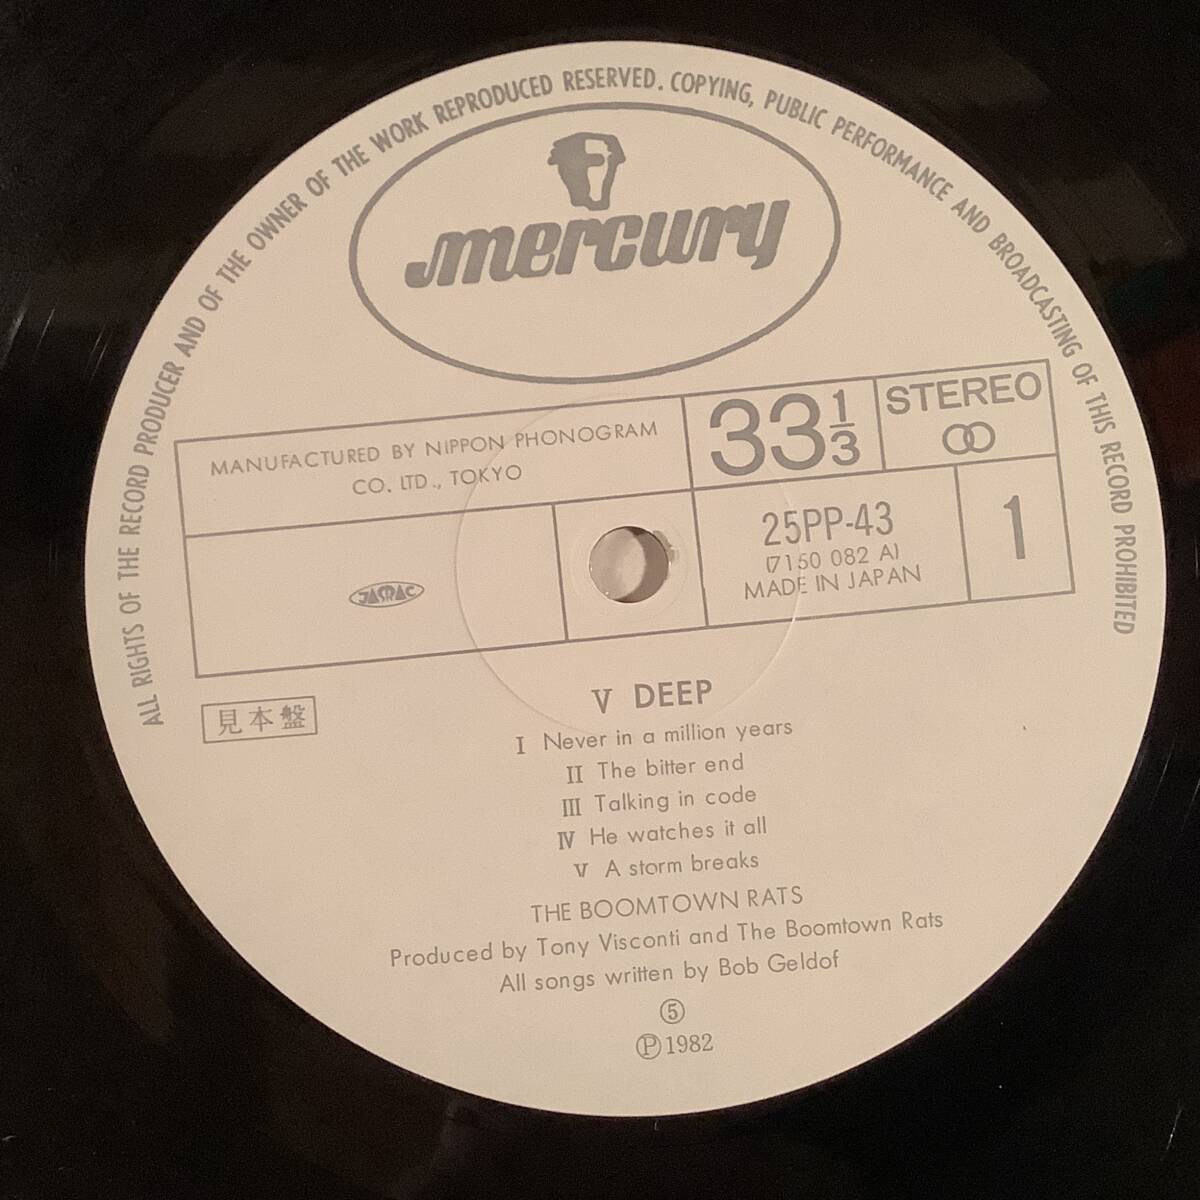 ALL RIGHTS OF THE RECORD PRODUCER AND OF THE OWNER OF THE WORK REPRODUCED RESERVED. COPYING, PUBLIC PERFORMANCE AND BROADCASTING OF THIS RECORD PROHIBITED
mercury
MANUFACTURED BY NIPPON PHONOGRAM
CO. LTD., TOKYO
33 1/3
STEREO
JASRAC
25PP-43
(7150 082 A)
MADE IN JAPAN
1
見本盤
V DEEP
I Never in a million years
II The bitter end
III Talking in code
IV He watches it all
V A storm breaks
THE BOOMTOWN RATS
Produced by Tony Visconti and The Boomtown Rats
All songs written by Bob Geldof
⑤
Ⓟ1982